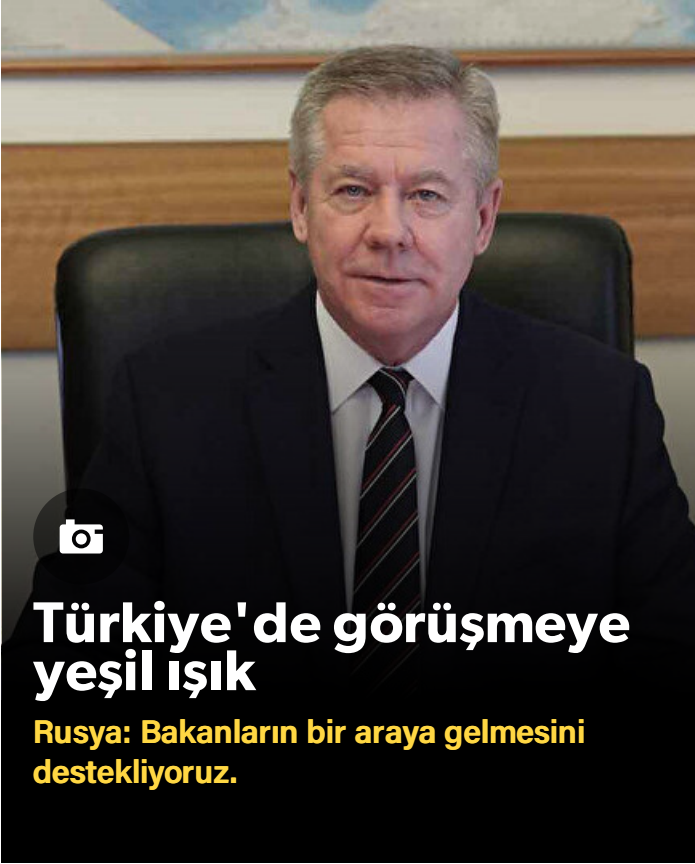 Türkiye'de görüşmeye
yeşil ışık
Rusya: Bakanların bir araya gelmesini
destekliyoruz.